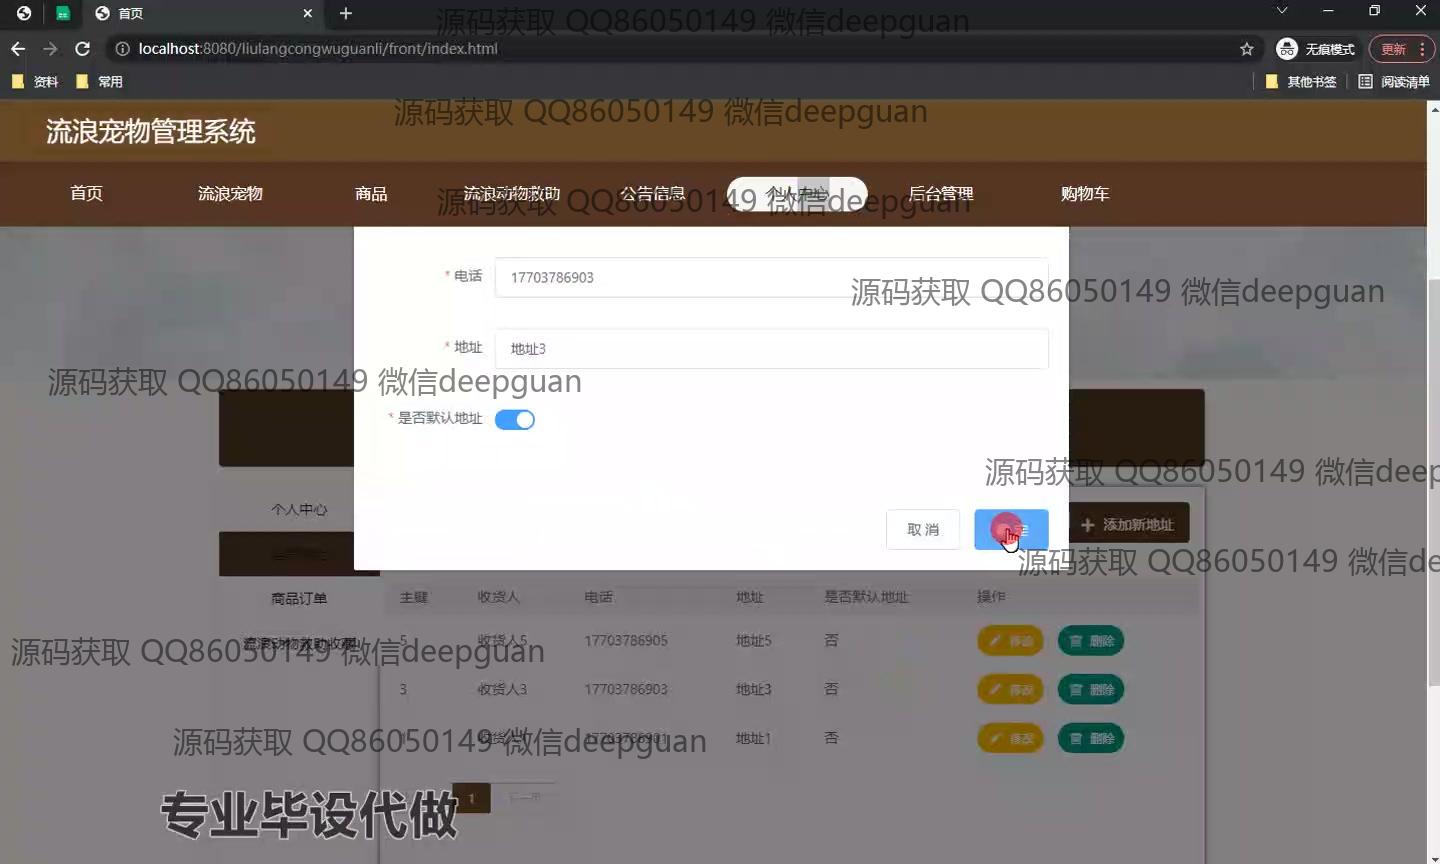 首页
源码获取 QQ86050149 微信deepguan
localhost:8080/liulangcongwuguanli/front/index.html
无痕模式
更新
资料
常用
其他书签
阅读清单
源码获取 QQ86050149 微信deepguan
流浪宠物管理系统
首页
流浪宠物
商品
流浪动物救助
公告信息
个人中心
后台管理
购物车
源码获取 QQ86050149 微信deepguan
* 电话
17703786903
源码获取 QQ86050149 微信deepguan
* 地址
地址3
源码获取 QQ86050149 微信deepguan
* 是否默认地址
源码获取 QQ86050149 微信deep
个人中心
取消
添加新地址
源码获取 QQ86050149 微信de
商品订单
主键 收货人 电话 地址 是否默认地址 操作
流浪动物救助收藏
5 收货人5 17703786905 地址5 否 修改 删除
源码获取 QQ86050149 微信deepguan
3 收货人3 17703786903 地址3 否 修改 删除
收货人1 17703786901 地址1 否 修改 删除
源码获取 QQ86050149 微信deepguan
1
下一页
专业毕设代做